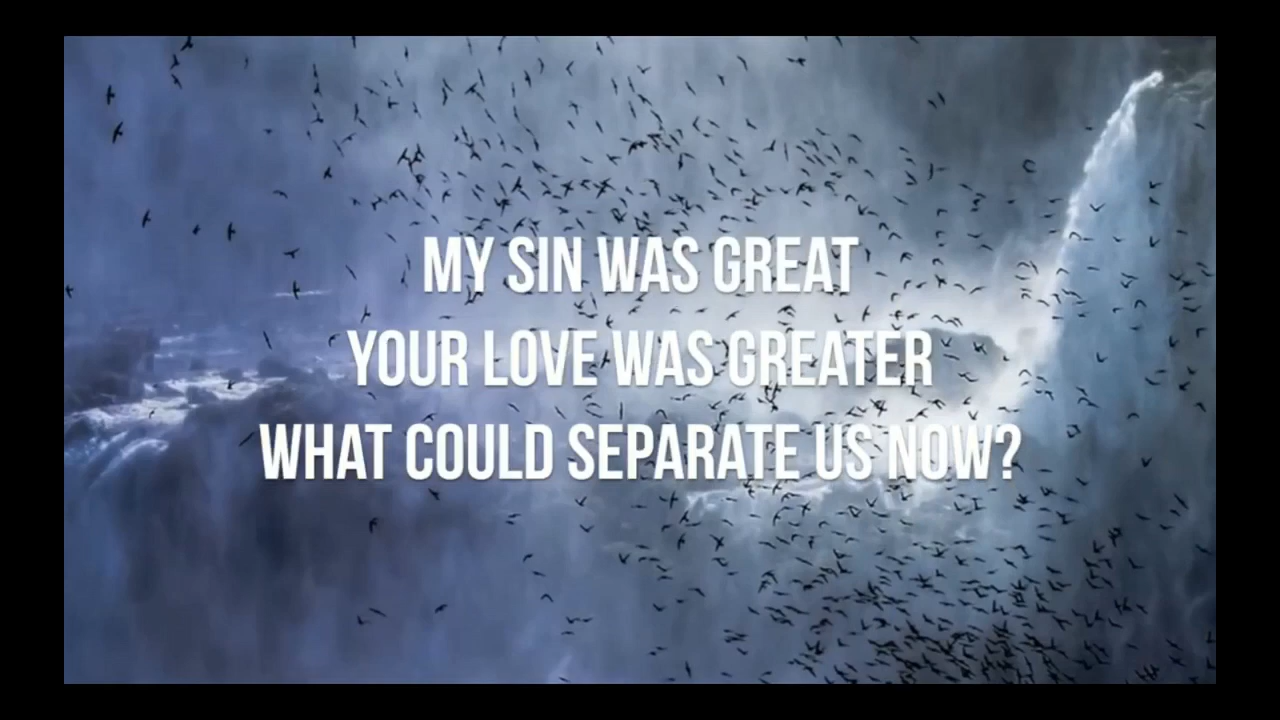 MY SIN WAS GREAT
YOUR LOVE WAS GREATER
WHAT COULD SEPARATE US NOW?